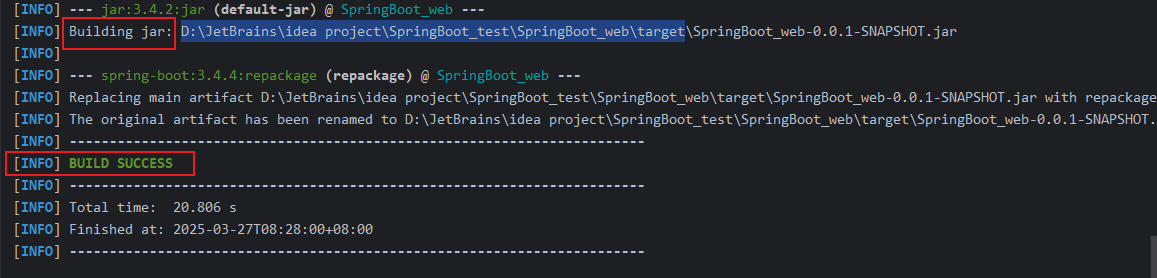 [INFO] --- jar:3.4.2:jar (default-jar) @ SpringBoot_web ---
[INFO] Building jar: D:\JetBrains\idea project\SpringBoot_test\SpringBoot_web\target\SpringBoot_web-0.0.1-SNAPSHOT.jar
[INFO]
[INFO] --- spring-boot:3.4.4:repackage (repackage) @ SpringBoot_web ---
[INFO] Replacing main artifact D:\JetBrains\idea project\SpringBoot_test\SpringBoot_web\target\SpringBoot_web-0.0.1-SNAPSHOT.jar with repackage
[INFO] The original artifact has been renamed to D:\JetBrains\idea project\SpringBoot_test\SpringBoot_web\target\SpringBoot_web-0.0.1-SNAPSHOT.
[INFO] ------------------------------------------------------------------------
[INFO] BUILD SUCCESS
[INFO] ------------------------------------------------------------------------
[INFO] Total time:  20.806 s
[INFO] Finished at: 2025-03-27T08:28:00+08:00
[INFO] ------------------------------------------------------------------------